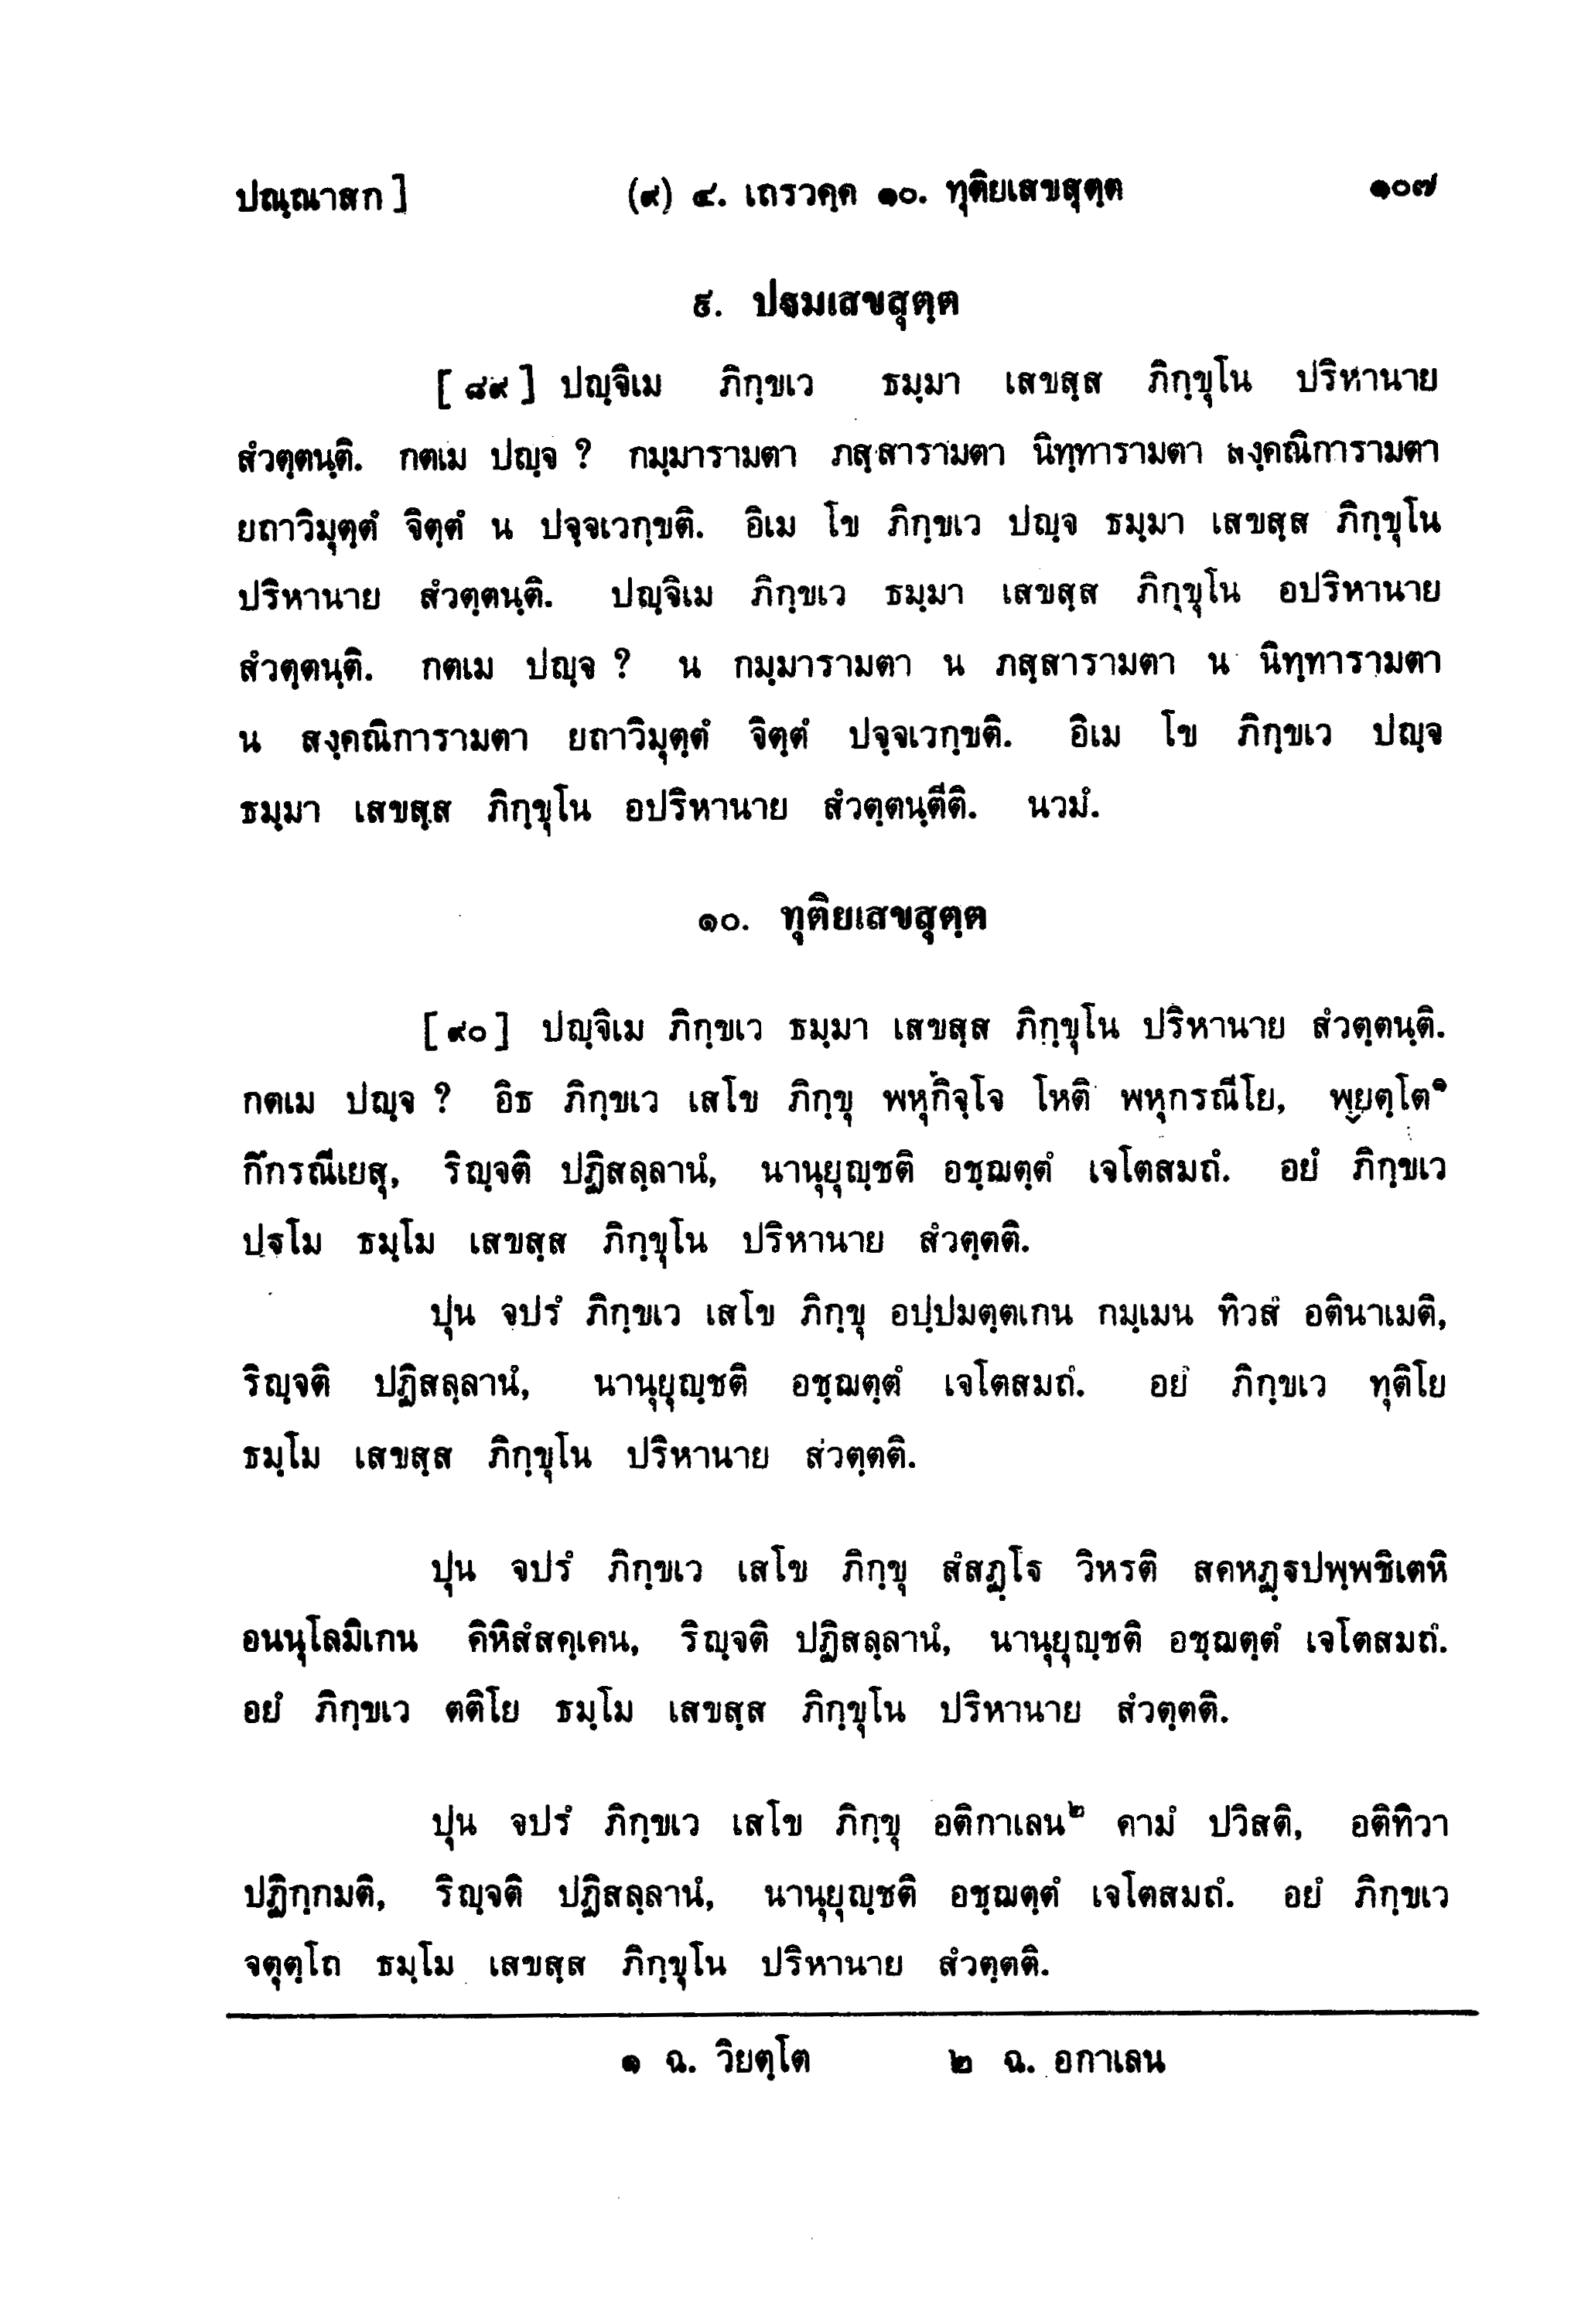 ปณฺณาสก]	(๙) ๔. เถรวคฺค ๑๐. ทุติยเสขสุตฺต	๑๐๗
๙. ปฐมเสขสุตฺต
[๘๙] ปญฺจิเม ภิกฺขเว ธมฺมา เสขสฺส ภิกฺขุโน ปริหานาย
สํวตฺตนฺติ. กตเม ปญฺจ ? กมฺมารามตา ภสฺสารามตา นิทฺทารามตา สงฺคณิการามตา
ยถาวิมุตฺตํ จิตฺตํ น ปจฺจเวกฺขติ. อิเม โข ภิกฺขเว ปญฺจ ธมฺมา เสขสฺส ภิกฺขุโน
ปริหานาย สํวตฺตนฺติ. ปญฺจิเม ภิกฺขเว ธมฺมา เสขสฺส ภิกฺขุโน อปริหานาย
สํวตฺตนฺติ. กตเม ปญฺจ ? น กมฺมารามตา น ภสฺสารามตา น นิทฺทารามตา
น สงฺคณิการามตา ยถาวิมุตฺตํ จิตฺตํ ปจฺจเวกฺขติ. อิเม โข ภิกฺขเว ปญฺจ
ธมฺมา เสขสฺส ภิกฺขุโน อปริหานาย สํวตฺตนฺตีติ. นวมํ.
๑๐. ทุติยเสขสุตฺต
[๙๐] ปญฺจิเม ภิกฺขเว ธมฺมา เสขสฺส ภิกฺขุโน ปริหานาย สํวตฺตนฺติ.
กตเม ปญฺจ ? อิธ ภิกฺขเว เสโข ภิกฺขุ พหุกิจฺโจ โหติ พหุกรณีโย, พฺยตฺโต๑
กึกรณีเยสุ, ริญฺจติ ปฏิสลฺลานํ, นานุยุญฺชติ อชฺฌตฺตํ เจโตสมถํ. อยํ ภิกฺขเว
ปฐโม ธมฺโม เสขสฺส ภิกฺขุโน ปริหานาย สํวตฺตติ.
ปุน จปรํ ภิกฺขเว เสโข ภิกฺขุ อปฺปมตฺตเกน กมฺเมน ทิวสํ อตินาเมติ,
ริญฺจติ ปฏิสลฺลานํ, นานุยุญฺชติ อชฺฌตฺตํ เจโตสมถํ. อยํ ภิกฺขเว ทุติโย
ธมฺโม เสขสฺส ภิกฺขุโน ปริหานาย สํวตฺตติ.
ปุน จปรํ ภิกฺขเว เสโข ภิกฺขุ สํสฏฺโฐ วิหรติ สคหฏฺฐปพฺพชิเตหิ
อนนุโลมิเกน คิหิสํสคฺเคน, ริญฺจติ ปฏิสลฺลานํ, นานุยุญฺชติ อชฺฌตฺตํ เจโตสมถํ.
อยํ ภิกฺขเว ตติโย ธมฺโม เสขสฺส ภิกฺขุโน ปริหานาย สํวตฺตติ.
ปุน จปรํ ภิกฺขเว เสโข ภิกฺขุ อติกาเลน๒ คามํ ปวิสติ, อติทิวา
ปฏิกฺกมติ, ริญฺจติ ปฏิสลฺลานํ, นานุยุญฺชติ อชฺฌตฺตํ เจโตสมถํ. อยํ ภิกฺขเว
จตุตฺโถ ธมฺโม เสขสฺส ภิกฺขุโน ปริหานาย สํวตฺตติ.
๑ ฉ. วิยตฺโต	๒ ฉ. อกาเลน